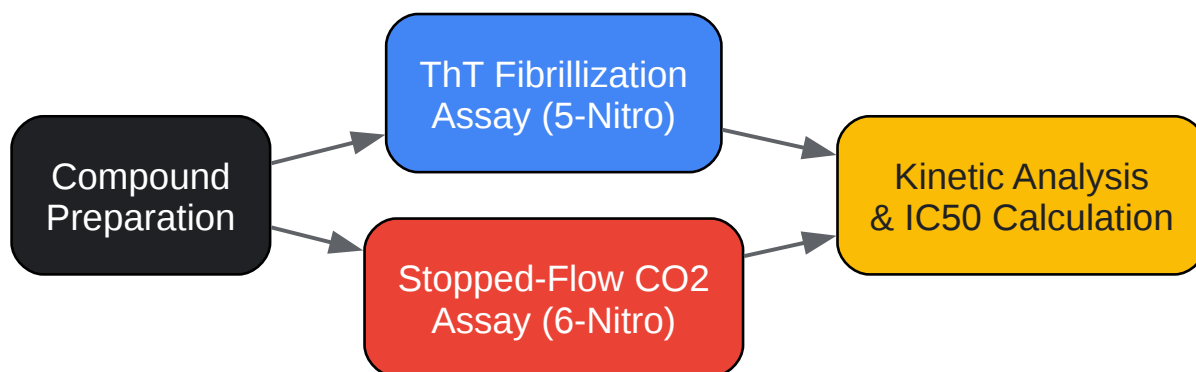 Compound
Preparation
ThT Fibrillization
Assay (5-Nitro)
Stopped-Flow CO2
Assay (6-Nitro)
Kinetic Analysis
& IC50 Calculation